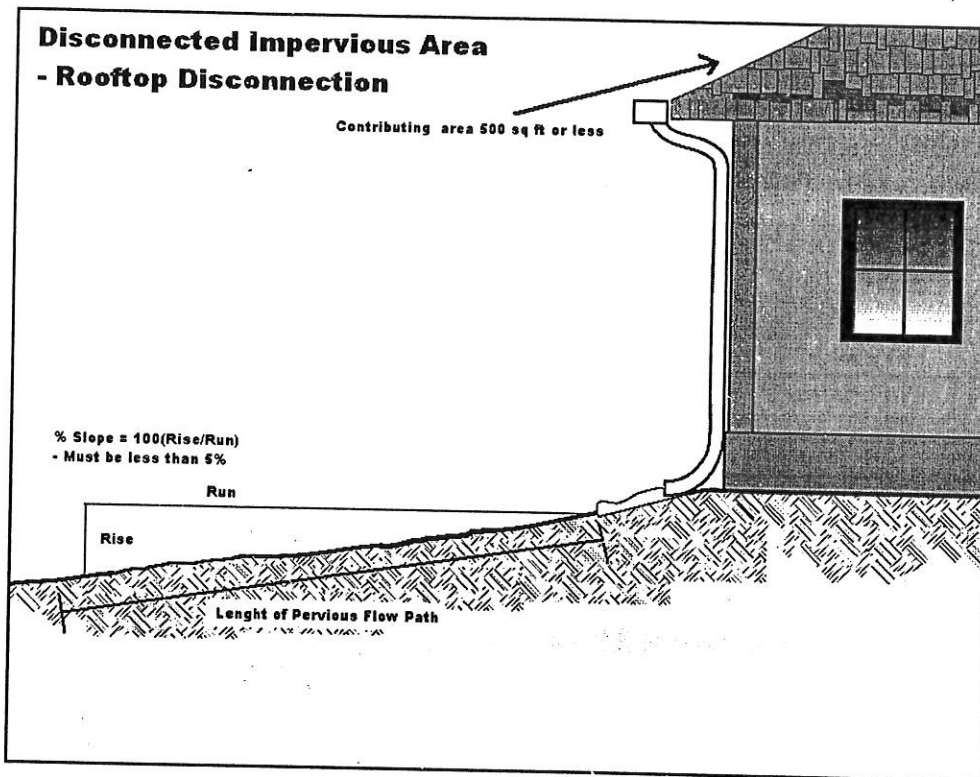 Disconnected Impervious Area
- Rooftop Disconnection
Contributing area 500 sq ft or less
% Slope = 100(Rise/Run)
- Must be less than 5%
Run
Rise
Lenght of Pervious Flow Path